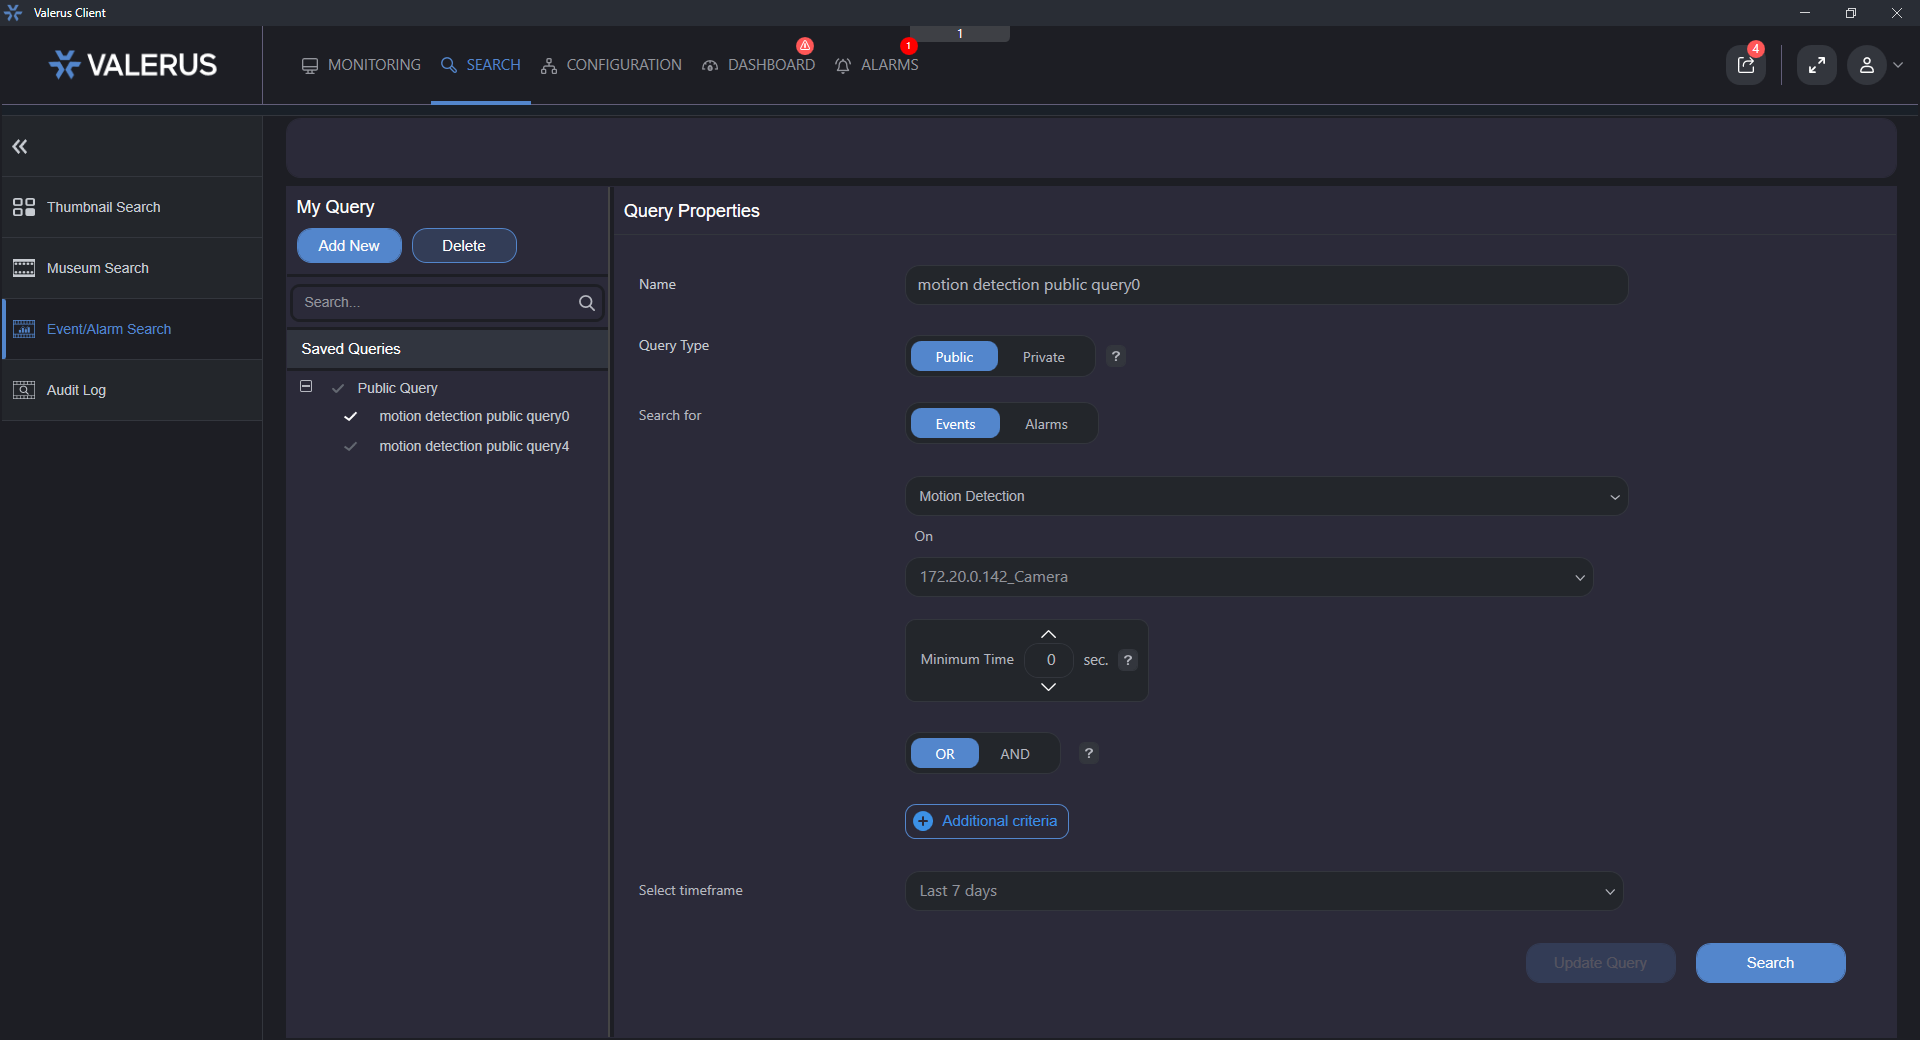 Valerus Client
1
VALERUS
MONITORING
SEARCH
CONFIGURATION
DASHBOARD
ALARMS
1
4
Thumbnail Search
Museum Search
Event/Alarm Search
Audit Log
My Query
Add New
Delete
Search...
Saved Queries
Public Query
motion detection public query0
motion detection public query4
Query Properties
Name
motion detection public query0
Query Type
Public
Private
?
Search for
Events
Alarms
Motion Detection
On
172.20.0.142_Camera
Minimum Time
0
sec.
?
OR
AND
?
Additional criteria
Select timeframe
Last 7 days
Update Query
Search